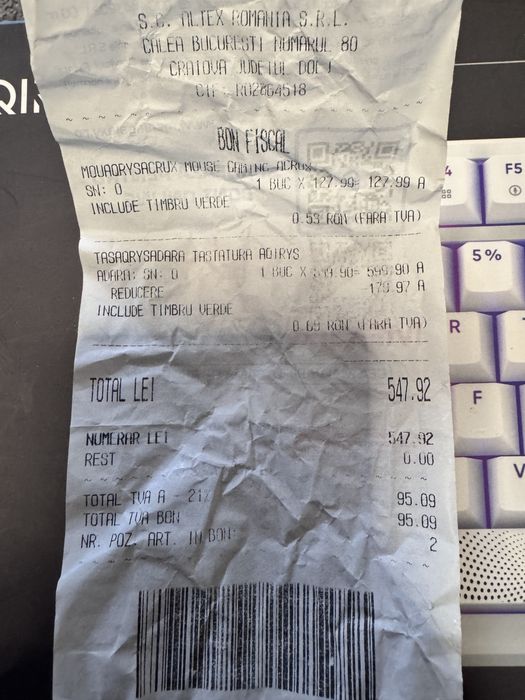 S.C. ALTEX ROMANIA S.R.L.
CALEA BUCURESTI NUMARUL 80
CRAIOVA JUDETUL DOLJ
CIF: RO2864518
BON FISCAL
MOUAQRYSACRUX MOUSE GAMING ACRUX
SN: 0 1 BUC X 127.99= 127.99 A
INCLUDE TIMBRU VERDE
0.53 RON (FARA TVA)
TASAQRYSADARA TASTATURA AQIRYS
ADARA: SN: 0 1 BUC X 599.90= 599.90 A
REDUCERE -179.97 A
INCLUDE TIMBRU VERDE
0.69 RON (FARA TVA)
TOTAL LEI 547.92
NUMERAR LEI 547.92
REST 0.00
TOTAL TVA A - 21% 95.09
TOTAL TVA BON 95.09
NR. POZ. ART. IN BON: 2
F5
5%
R
F
V